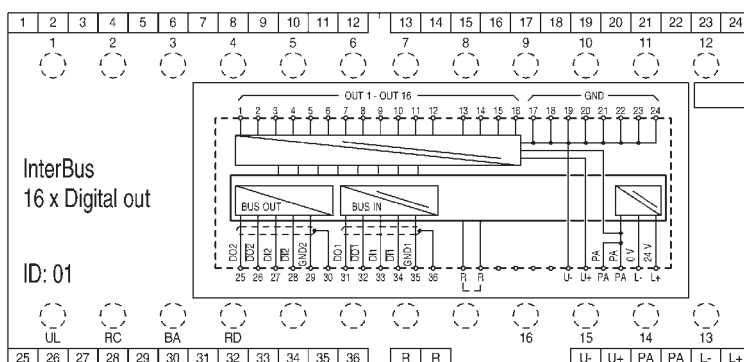 1 2 3 4 5 6 7 8 9 10 11 12 13 14 15 16 17 18 19 20 21 22 23 24
1 2 3 4 5 6 7 8 9 10 11 12
OUT 1 - OUT 16 GND
1 2 3 4 5 6 7 8 9 10 11 12 13 14 15 16 17 18 19 20 21 22 23 24
InterBus
16 x Digital out
BUS OUT BUS IN
DO2 DO2 DI2 DI2 GND2 DO1 DO1 DI1 DI1 GND1 PA PA 0 V 24 V
ID: 01
25 26 27 28 29 30 31 32 33 34 35 36 R R U- U+ PA PA L- L+
UL RC BA RD 16 15 14 13
25 26 27 28 29 30 31 32 33 34 35 36 R R U- U+ PA PA L- L+